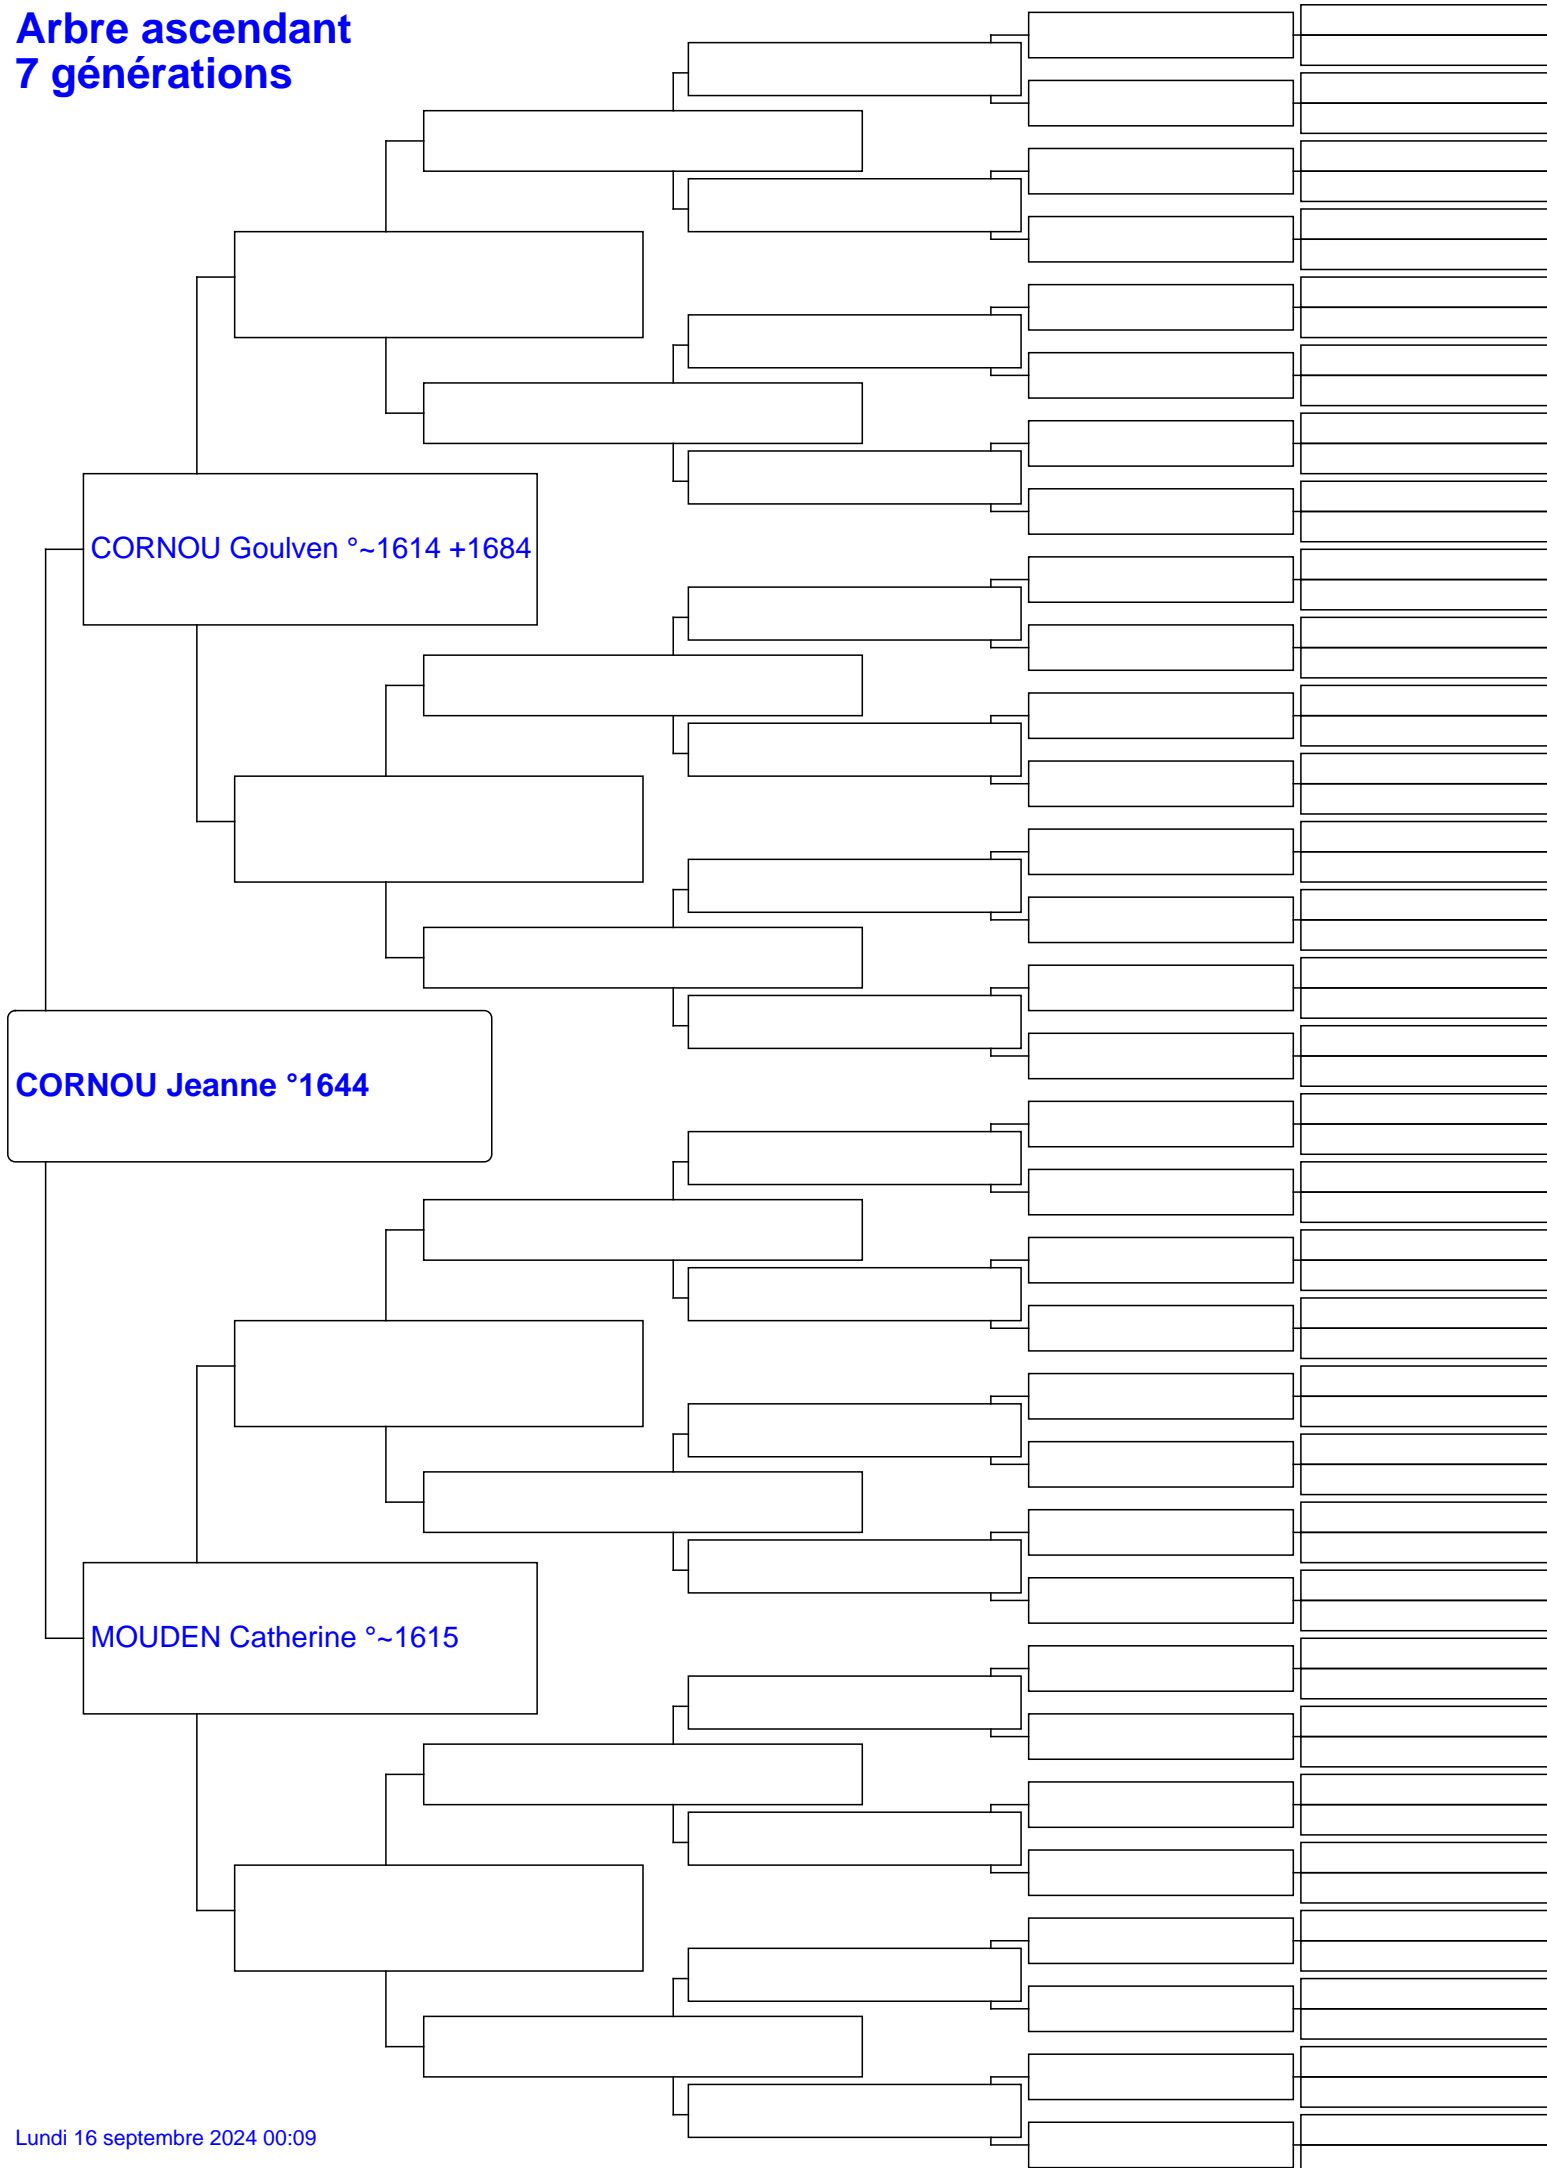 Arbre ascendant
7 générations
CORNOU Goulven °~1614 +1684
CORNOU Jeanne °1644
MOUDEN Catherine °~1615
Lundi 16 septembre 2024 00:09